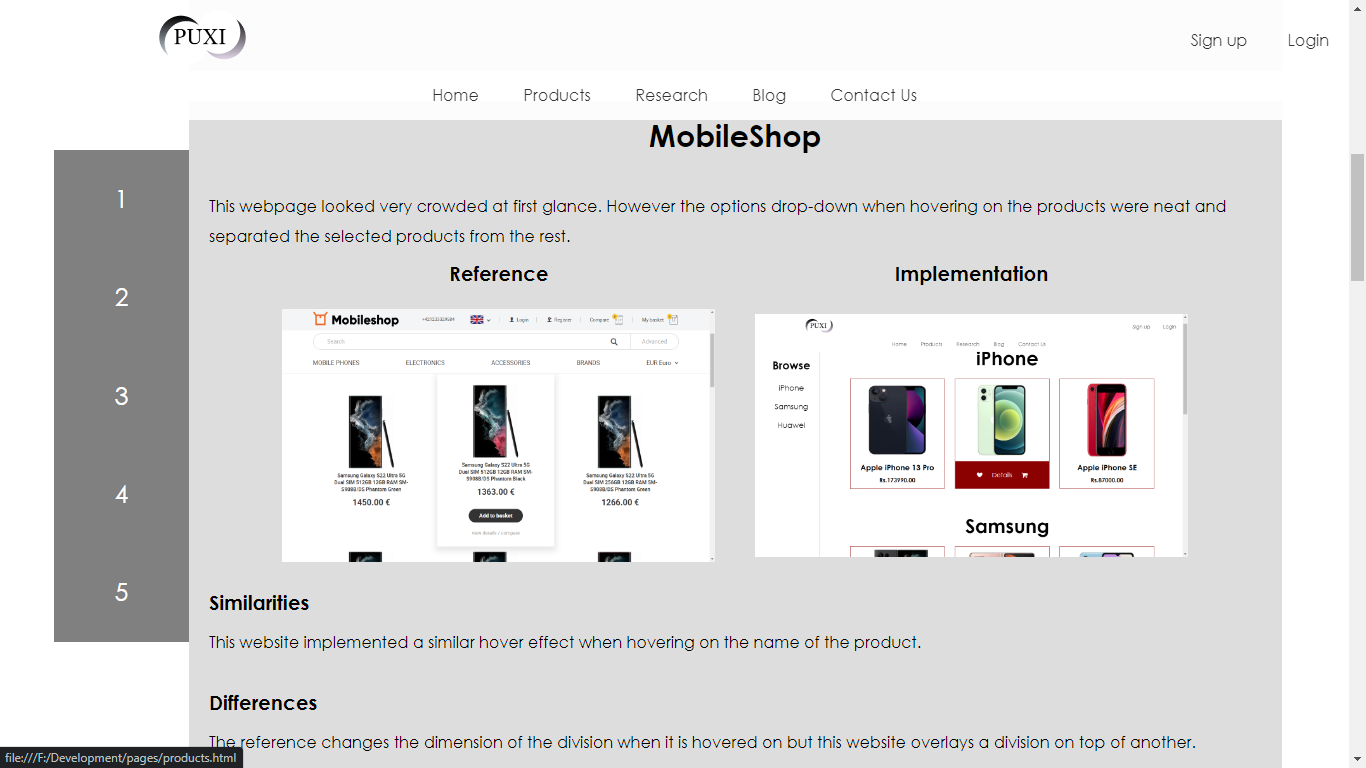 PUXI
Sign up Login
Home Products Research Blog Contact Us
MobileShop
1
2
3
4
5
This webpage looked very crowded at first glance. However the options drop-down when hovering on the products were neat and
separated the selected products from the rest.
Reference
Mobileshop
Login Register Compare My basket
Search Advanced
MOBILE PHONES ELECTRONICS ACCESSORIES BRANDS EUR Euro
Samsung Galaxy S22 Ultra 5G
Dual SIM 512GB 12GB RAM SM-
S908B/DS Phantom Green
1450.00 €
Samsung Galaxy S22 Ultra 5G
Dual SIM 512GB 12GB RAM SM-
S908B/DS Phantom Black
1363.00 €
Add to basket
View details / Compare
Samsung Galaxy S22 Ultra 5G
Dual SIM 256GB 12GB RAM SM-
S908B/DS Phantom Green
1266.00 €
Implementation
PUXI
Sign up Login
Home Products Research Blog Contact Us
Browse
iPhone
Samsung
Huawei
iPhone
Apple iPhone 13 Pro
Rs.173990.00
Details
Apple iPhone SE
Rs.87000.00
Samsung
Similarities
This website implemented a similar hover effect when hovering on the name of the product.
Differences
The reference changes the dimension of the division when it is hovered on but this website overlays a division on top of another.
file:///F:/Development/pages/products.html